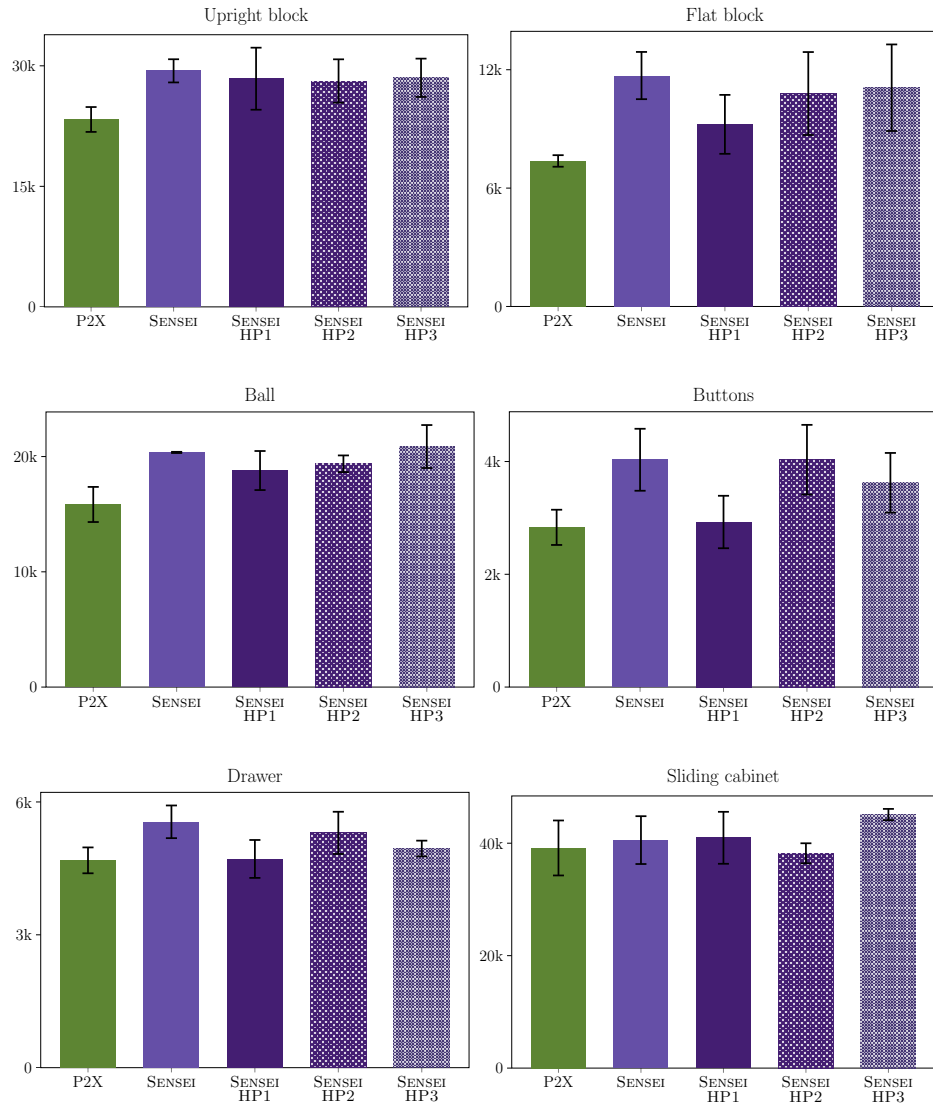 Upright block
30k
15k
0
P2X
SENSEI
SENSEI
HP1
SENSEI
HP2
SENSEI
HP3
Flat block
12k
6k
0
P2X
SENSEI
SENSEI
HP1
SENSEI
HP2
SENSEI
HP3
Ball
20k
10k
0
P2X
SENSEI
SENSEI
HP1
SENSEI
HP2
SENSEI
HP3
Buttons
4k
2k
0
P2X
SENSEI
SENSEI
HP1
SENSEI
HP2
SENSEI
HP3
Drawer
6k
3k
0
P2X
SENSEI
SENSEI
HP1
SENSEI
HP2
SENSEI
HP3
Sliding cabinet
40k
20k
0
P2X
SENSEI
SENSEI
HP1
SENSEI
HP2
SENSEI
HP3